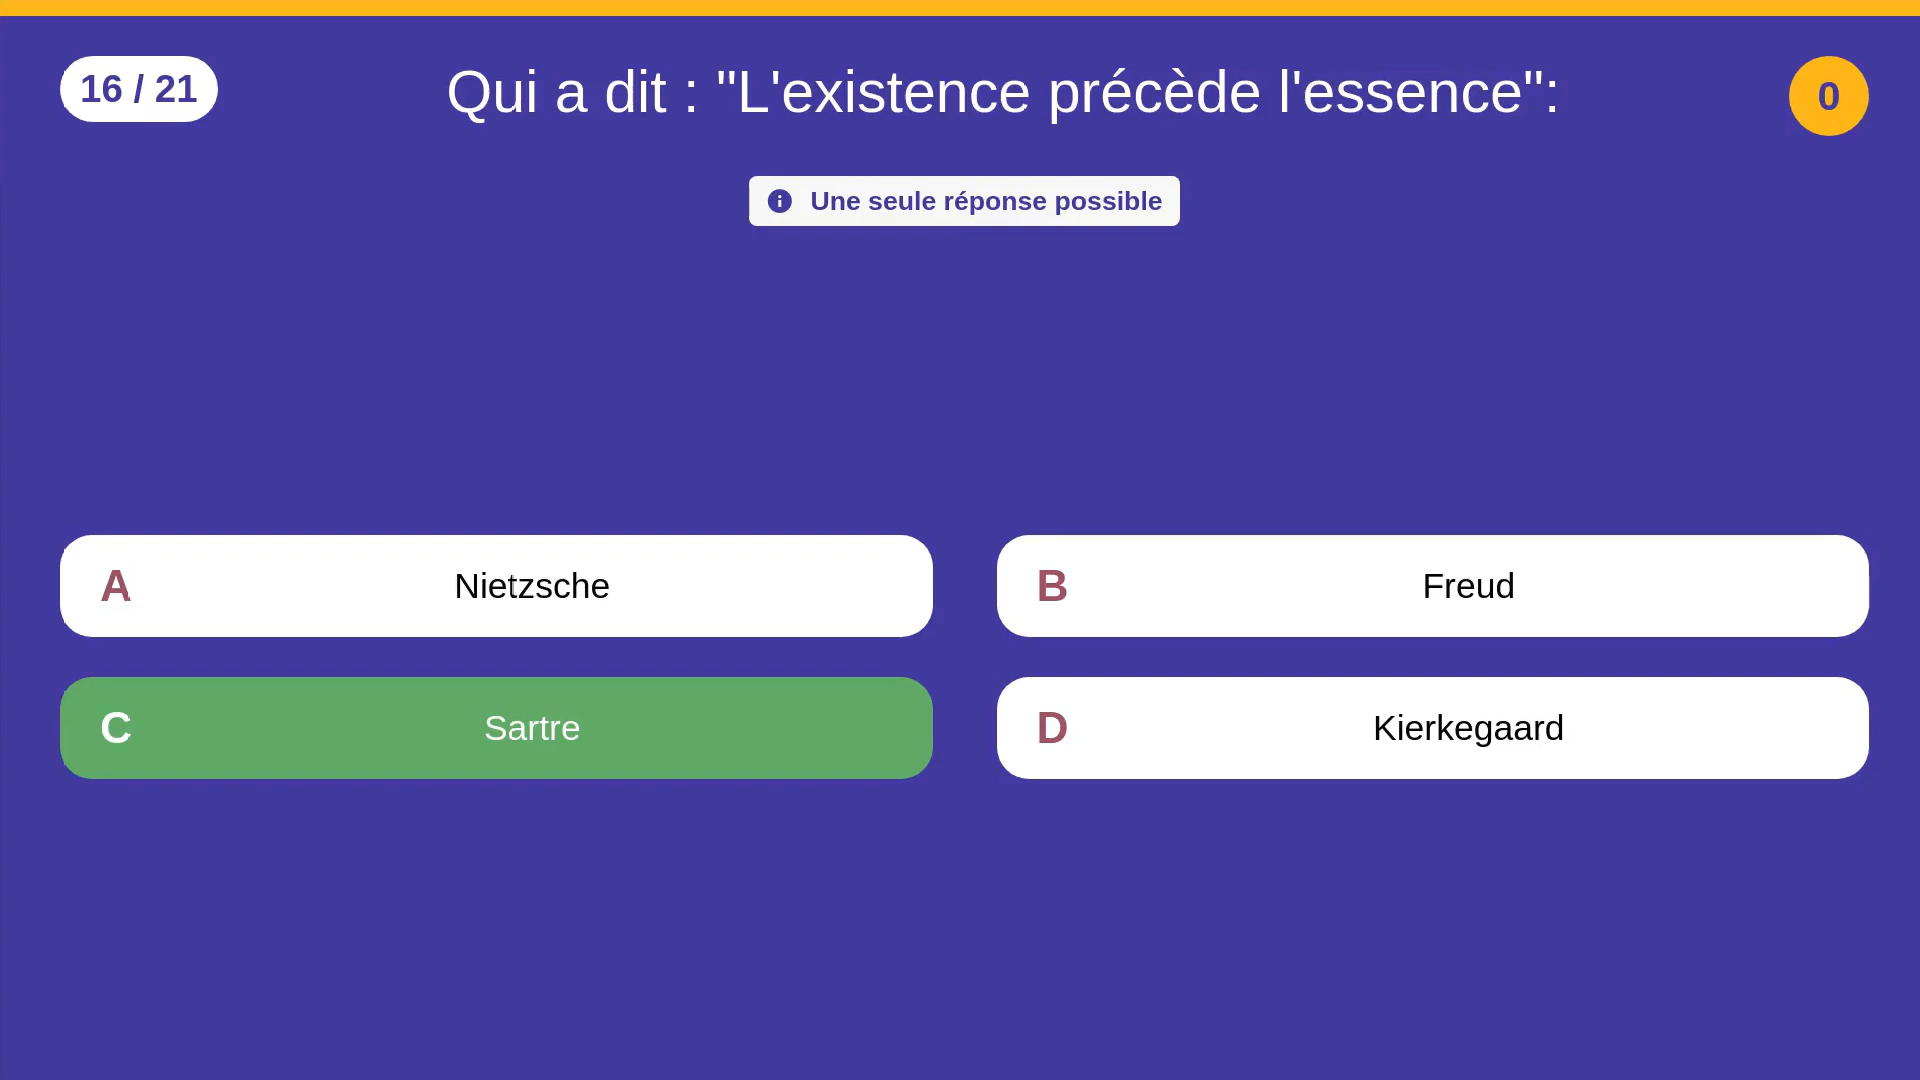 16 / 21
Qui a dit : "L'existence précède l'essence":
0
Une seule réponse possible
A Nietzsche
B Freud
C Sartre
D Kierkegaard